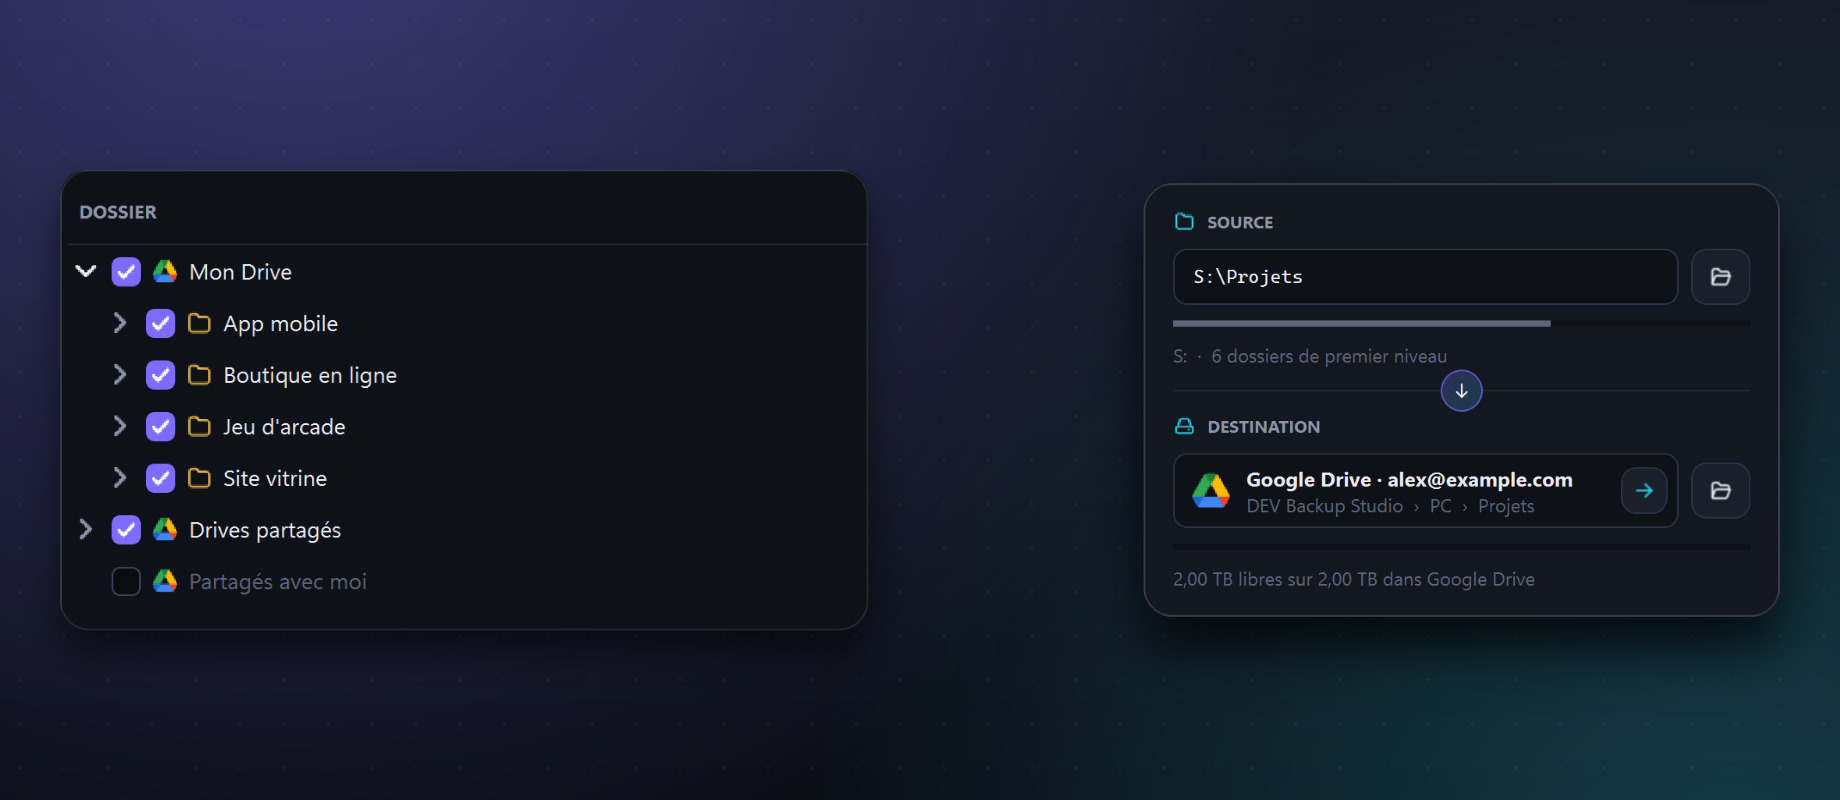 DOSSIER
Mon Drive
App mobile
Boutique en ligne
Jeu d'arcade
Site vitrine
Drives partagés
Partagés avec moi
SOURCE
S:\Projets
S: · 6 dossiers de premier niveau
DESTINATION
Google Drive · alex@example.com
DEV Backup Studio › PC › Projets
2,00 TB libres sur 2,00 TB dans Google Drive